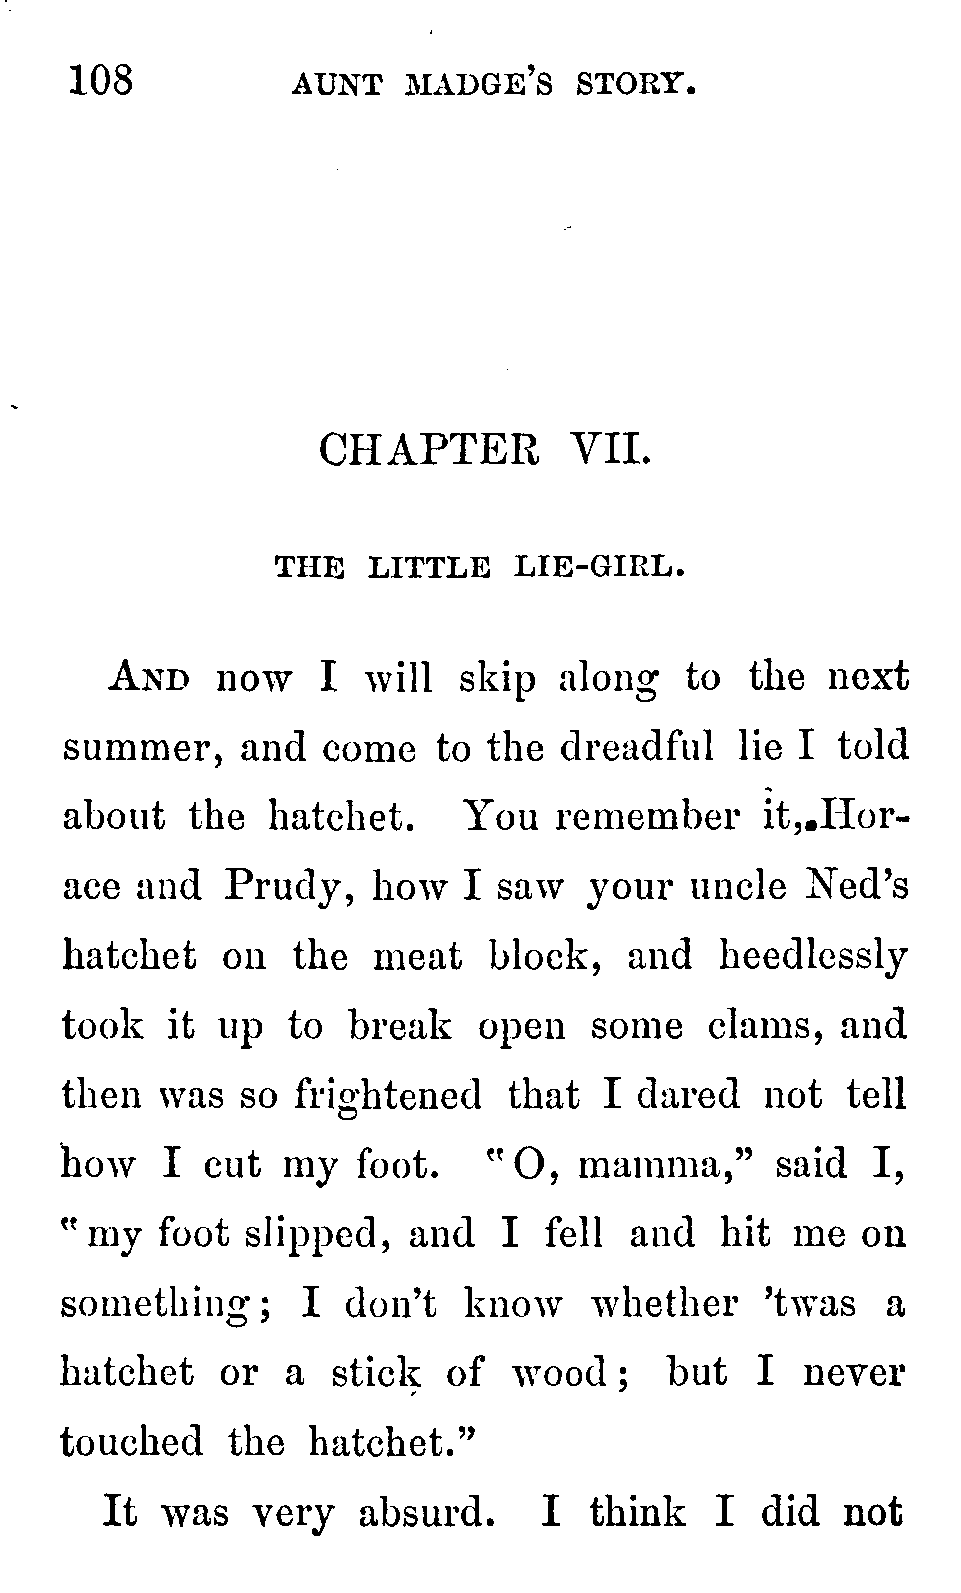 108 AUNT MADGE'S STORY.
CHAPTER VII.
THE LITTLE LIE-GIRL.
AND now I will skip along to the next
summer, and come to the dreadful lie I told
about the hatchet. You remember it, Hor-
ace and Prudy, how I saw your uncle Ned's
hatchet on the meat block, and heedlessly
took it up to break open some clams, and
then was so frightened that I dared not tell
how I cut my foot. "O, mamma," said I,
"my foot slipped, and I fell and hit me on
something; I don't know whether 'twas a
hatchet or a stick of wood; but I never
touched the hatchet."
It was very absurd. I think I did not